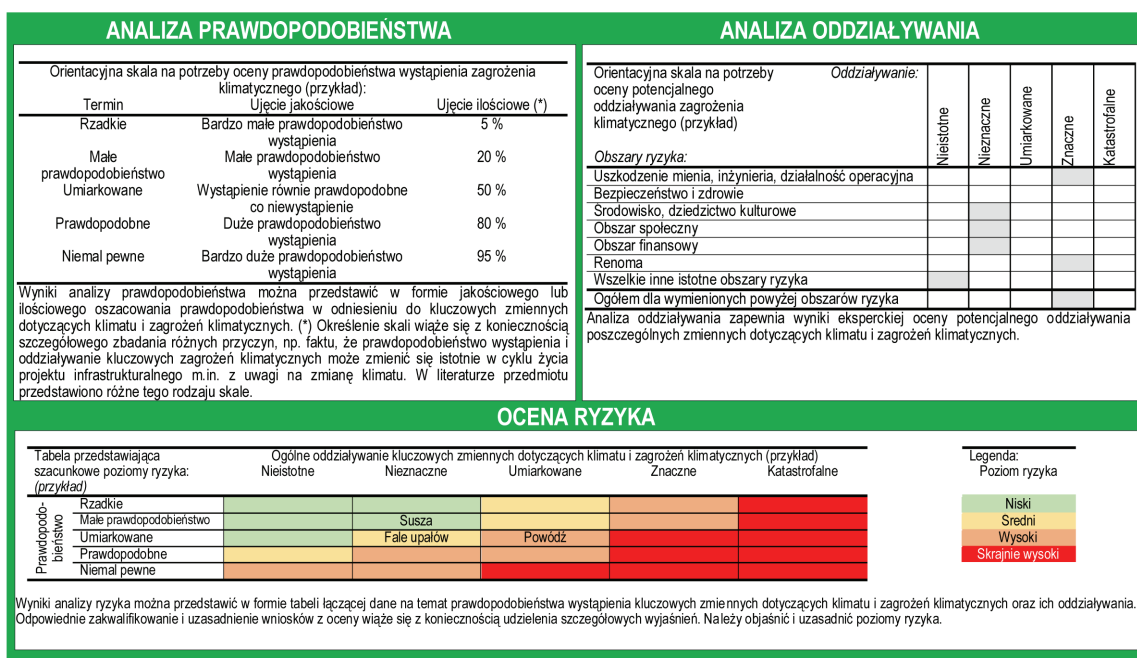 ANALIZA PRAWDOPODOBIEŃSTWA
Orientacyjna skala na potrzeby oceny prawdopodobieństwa wystąpienia zagrożenia
klimatycznego (przykład):
Termin Ujęcie jakościowe Ujęcie ilościowe (*)
Rzadkie Bardzo małe prawdopodobieństwo wystąpienia 5 %
Małe prawdopodobieństwo Małe prawdopodobieństwo wystąpienia 20 %
Umiarkowane Wystąpienie równie prawdopodobne co niewystąpienie 50 %
Prawdopodobne Duże prawdopodobieństwo wystąpienia 80 %
Niemal pewne Bardzo duże prawdopodobieństwo wystąpienia 95 %
Wyniki analizy prawdopodobieństwa można przedstawić w formie jakościowego lub
ilościowego oszacowania prawdopodobieństwa w odniesieniu do kluczowych zmiennych
dotyczących klimatu i zagrożeń klimatycznych. (*) Określenie skali wiąże się z koniecznością
szczegółowego zbadania różnych przyczyn, np. faktu, że prawdopodobieństwo wystąpienia i
oddziaływanie kluczowych zagrożeń klimatycznych może zmienić się istotnie w cyklu życia
projektu infrastrukturalnego m.in. z uwagi na zmianę klimatu. W literaturze przedmiotu
przedstawiono różne tego rodzaju skale.
ANALIZA ODDZIAŁYWANIA
Orientacyjna skala na potrzeby
oceny potencjalnego
oddziaływania zagrożenia
klimatycznego (przykład)
Oddziaływanie:
Nieistotne
Nieznaczne
Umiarkowane
Znaczne
Katastrofalne
Obszary ryzyka:
Uszkodzenie mienia, inżynieria, działalność operacyjna
Bezpieczeństwo i zdrowie
Środowisko, dziedzictwo kulturowe
Obszar społeczny
Obszar finansowy
Renoma
Wszelkie inne istotne obszary ryzyka
Ogółem dla wymienionych powyżej obszarów ryzyka
Analiza oddziaływania zapewnia wyniki eksperckiej oceny potencjalnego oddziaływania
poszczególnych zmiennych dotyczących klimatu i zagrożeń klimatycznych.
OCENA RYZYKA
Tabela przedstawiająca
szacunkowe poziomy ryzyka:
(przykład)
Ogólne oddziaływanie kluczowych zmiennych dotyczących klimatu i zagrożeń klimatycznych (przykład)
Nieistotne Nieznaczne Umiarkowane Znaczne Katastrofalne
Prawdopodo-
bieństwo
Rzadkie
Małe prawdopodobieństwo Susza
Umiarkowane Fale upałów Powódź
Prawdopodobne
Niemal pewne
Legenda:
Poziom ryzyka
Niski
Sredni
Wysoki
Skrajnie wysoki
Wyniki analizy ryzyka można przedstawić w formie tabeli łączącej dane na temat prawdopodobieństwa wystąpienia kluczowych zmiennych dotyczących klimatu i zagrożeń klimatycznych oraz ich oddziaływania.
Odpowiednie zakwalifikowanie i uzasadnienie wniosków z oceny wiąże się z koniecznością udzielenia szczegółowych wyjaśnień. Należy objaśnić i uzasadnić poziomy ryzyka.